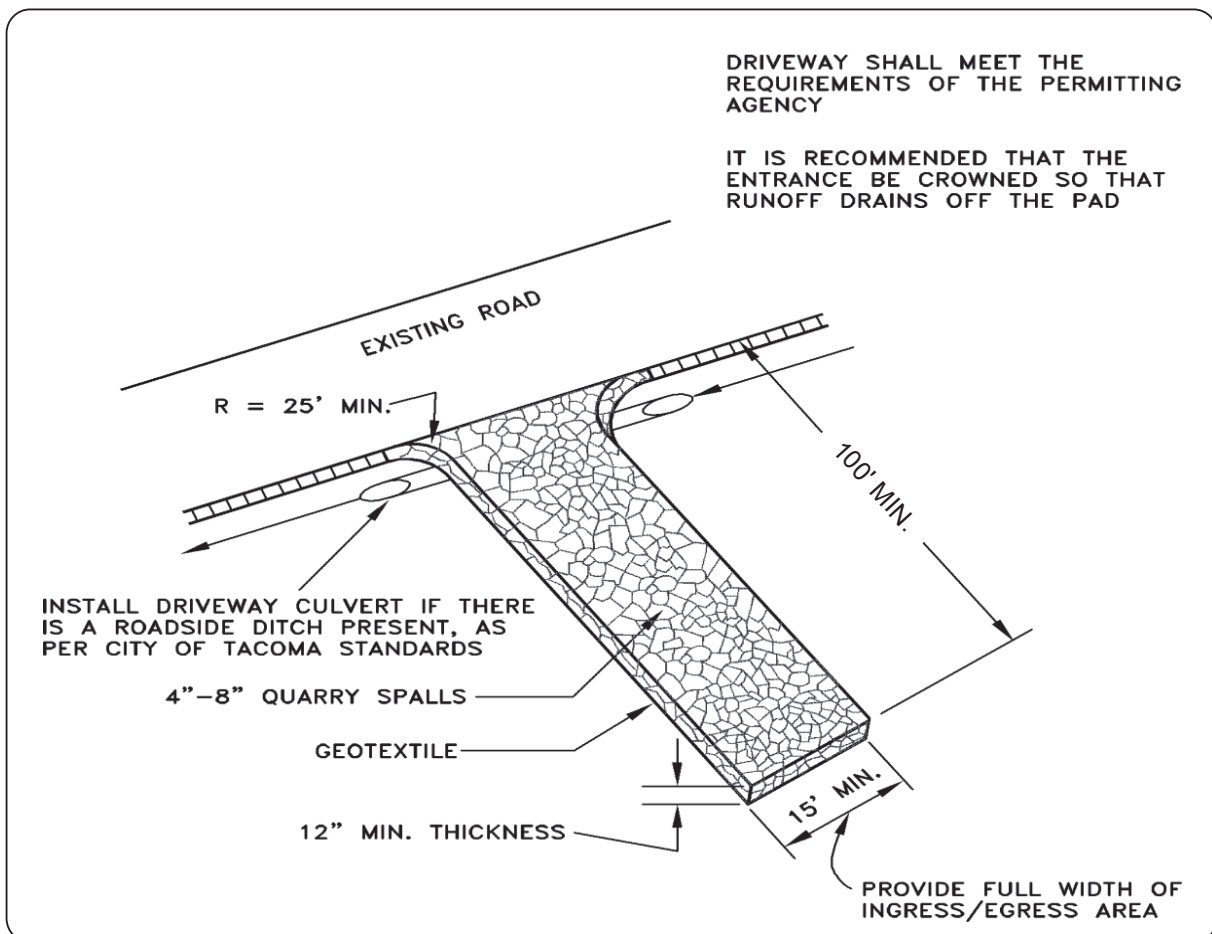 DRIVEWAY SHALL MEET THE
REQUIREMENTS OF THE PERMITTING
AGENCY
IT IS RECOMMENDED THAT THE
ENTRANCE BE CROWNED SO THAT
RUNOFF DRAINS OFF THE PAD
EXISTING ROAD
R = 25' MIN.
100' MIN.
INSTALL DRIVEWAY CULVERT IF THERE
IS A ROADSIDE DITCH PRESENT, AS
PER CITY OF TACOMA STANDARDS
4"-8" QUARRY SPALLS
GEOTEXTILE
12" MIN. THICKNESS
15' MIN.
PROVIDE FULL WIDTH OF
INGRESS/EGRESS AREA